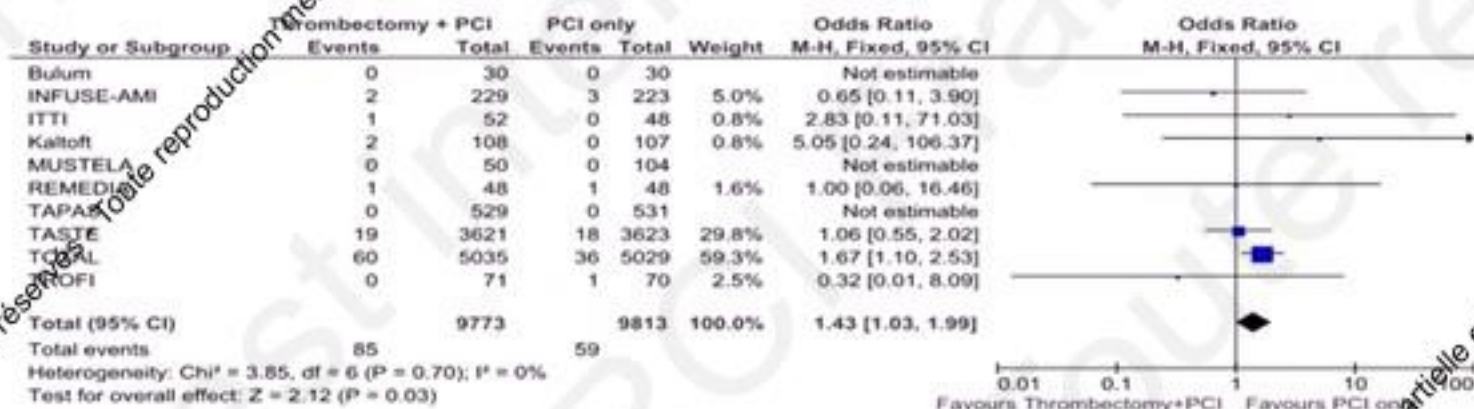 Thrombectomy + PCI PCI only Odds Ratio Odds Ratio
Study or Subgroup Events Total Events Total Weight M-H, Fixed, 95% CI M-H, Fixed, 95% CI
Bulum 0 30 0 30 Not estimable
INFUSE-AMI 2 229 3 223 5.0% 0.65 [0.11, 3.90]
ITTI 1 52 0 48 0.8% 2.83 [0.11, 71.03]
Kaltoft 2 108 0 107 0.8% 5.05 [0.24, 106.37]
MUSTELA 0 50 0 104 Not estimable
REMEDIA 1 48 1 48 1.6% 1.00 [0.06, 16.46]
TAPAS 0 529 0 531 Not estimable
TASTE 19 3621 18 3623 29.8% 1.06 [0.55, 2.02]
TOTAL 60 5035 36 5029 59.3% 1.67 [1.10, 2.53]
TROFI 0 71 1 70 2.5% 0.32 [0.01, 8.09]
Total (95% CI) 9773 9813 100.0% 1.43 [1.03, 1.99]
Total events 85 59
Heterogeneity: Chi² = 3.85, df = 6 (P = 0.70); I² = 0%
Test for overall effect: Z = 2.12 (P = 0.03)
0.01 0.1 1 10 100
Favours Thrombectomy+PCI Favours PCI only
Toute reproduction